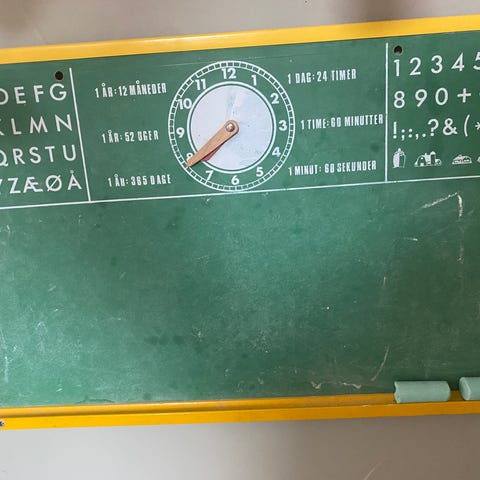 DEFG
KLMN
QRSTU
YZÆØÅ
1 ÅR: 12 MÅNEDER
1 ÅR: 52 UGER
1 ÅR: 365 DAGE
12
11 1
10 2
9 3
8 4
7 5
6
1 DAG: 24 TIMER
1 TIME: 60 MINUTTER
1 MINUT: 60 SEKUNDER
12345
890+
!;:,.?&(*